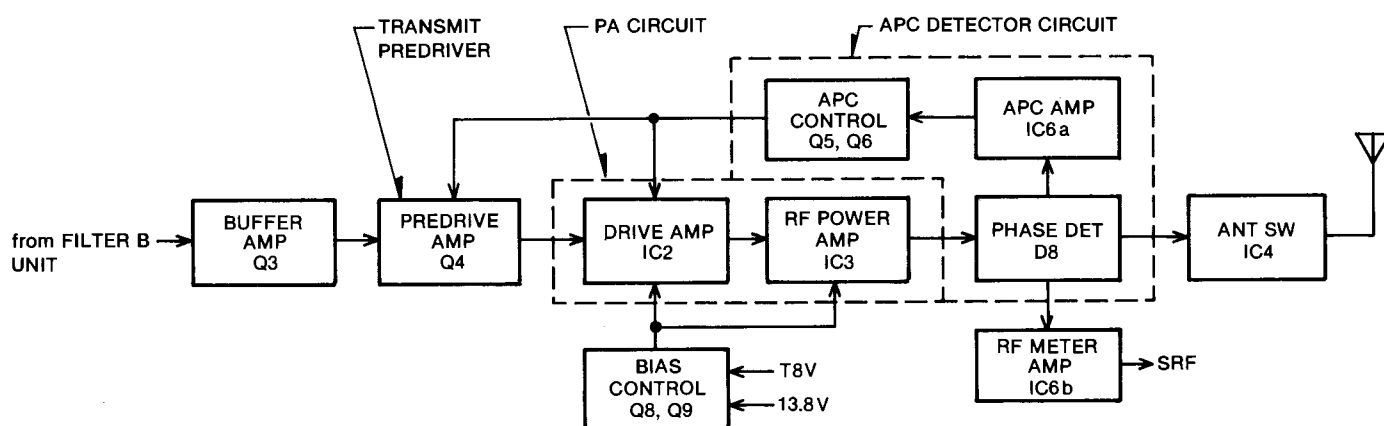 TRANSMIT
PREDRIVER
PA CIRCUIT
APC DETECTOR CIRCUIT
APC
CONTROL
Q5, Q6
APC AMP
IC6a
from FILTER B
UNIT
BUFFER
AMP
Q3
PREDRIVE
AMP
Q4
DRIVE AMP
IC2
RF POWER
AMP
IC3
PHASE DET
D8
ANT SW
IC4
BIAS
CONTROL
Q8, Q9
T8V
13.8V
RF METER
AMP
IC6b
SRF